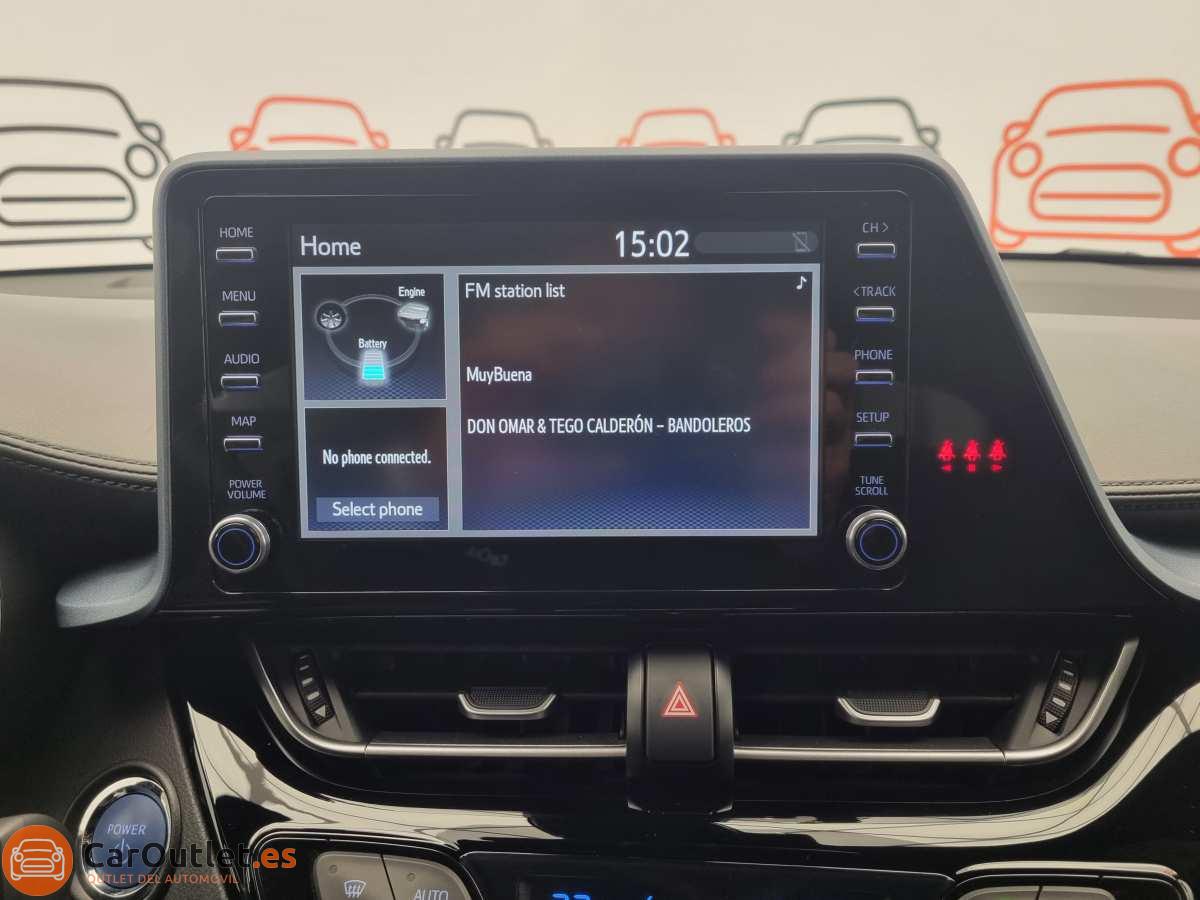 HOME
MENU
AUDIO
MAP
POWER
VOLUME
Home
15:02
Engine
Battery
No phone connected.
Select phone
FM station list
MuyBuena
DON OMAR & TEGO CALDERÓN – BANDOLEROS
CH >
< TRACK
PHONE
SETUP
TUNE
SCROLL
POWER
AUTO
CarOutlet.es
OUTLET DEL AUTOMÓVIL